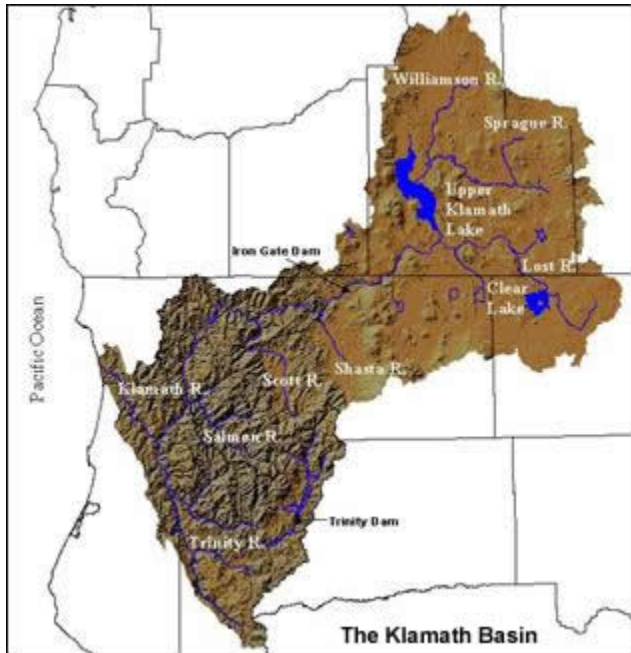 Williamson R.
Sprague R.
Upper
Klamath
Lake
Iron Gate Dam
Lost R.
Clear
Lake
Pacific Ocean
Klamath R.
Scott R.
Shasta R.
Salmon R.
Trinity Dam
Trinity R.
The Klamath Basin